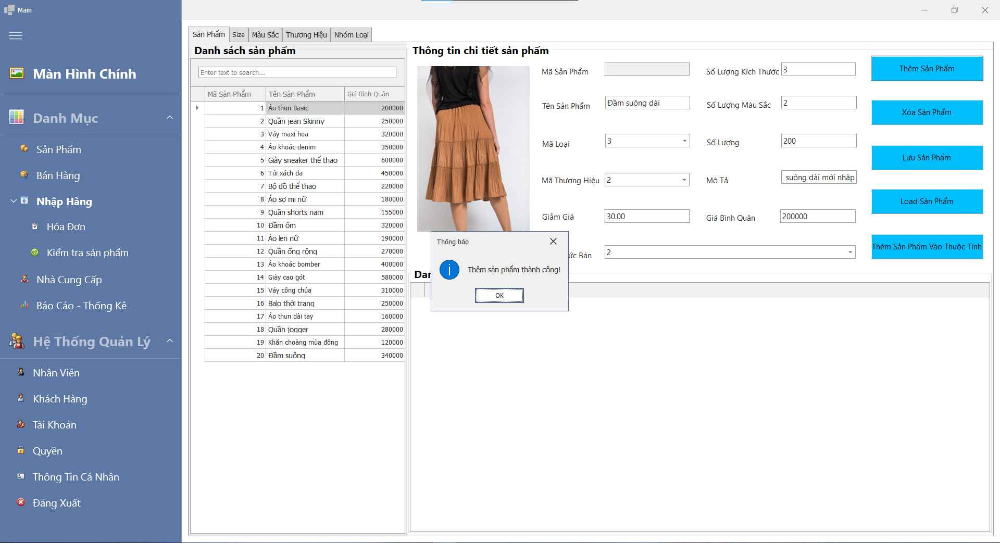 Main
Màn Hình Chính
Danh Mục
Sản Phẩm
Bán Hàng
Nhập Hàng
Hóa Đơn
Kiểm tra sản phẩm
Nhà Cung Cấp
Báo Cáo - Thống Kê
Hệ Thống Quản Lý
Nhân Viên
Khách Hàng
Tài Khoản
Quyền
Thông Tin Cá Nhân
Đăng Xuất
Sản Phẩm Size Màu Sắc Thương Hiệu Nhóm Loại
Danh sách sản phẩm
Enter text to search...
Mã Sản Phẩm Tên Sản Phẩm Giá Bình Quân
1 Áo thun Basic 200000
2 Quần jean Skinny 250000
3 Váy maxi hoa 320000
4 Áo khoác denim 350000
5 Giày sneaker thể thao 600000
6 Túi xách da 450000
7 Bộ đồ thể thao 220000
8 Áo sơ mi nữ 180000
9 Quần shorts nam 155000
10 Đầm ôm 320000
11 Áo len nữ 190000
12 Quần ống rộng 270000
13 Áo khoác bomber 400000
14 Giày cao gót 580000
15 Váy công chúa 310000
16 Balo thời trang 250000
17 Áo thun dài tay 160000
18 Quần jogger 280000
19 Khăn choàng mùa đông 120000
20 Đầm suông 340000
Thông tin chi tiết sản phẩm
Mã Sản Phẩm Số Lượng Kích Thước 3
Tên Sản Phẩm Đầm suông dài Số Lượng Màu Sắc 2
Mã Loại 3 Số Lượng 200
Mã Thương Hiệu 2 Mô Tả suông dài mới nhập
Giảm Giá 30.00 Giá Bình Quân 200000
ức Bán 2
Thêm Sản Phẩm
Xóa Sản Phẩm
Lưu Sản Phẩm
Load Sản Phẩm
Thêm Sản Phẩm Vào Thuộc Tính
Dan
Thông báo
Thêm sản phẩm thành công!
OK